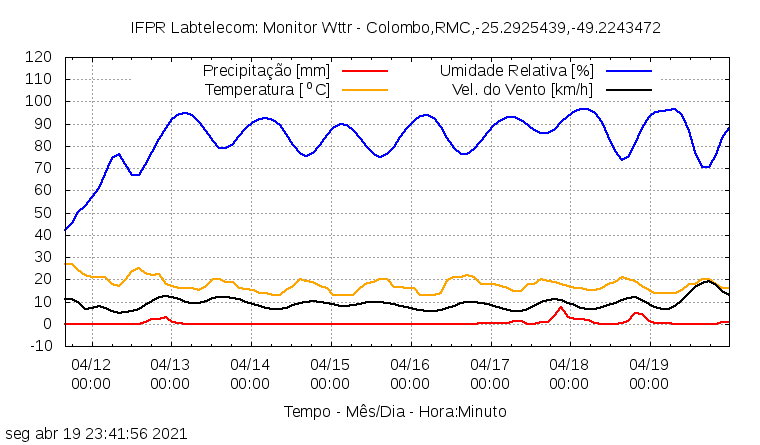 IFPR Labtelecom: Monitor Wttr - Colombo,RMC,-25.2925439,-49.2243472
120
110
100
90
80
70
60
50
40
30
20
10
0
-10
Precipitação [mm] Umidade Relativa [%]
Temperatura [⁰C] Vel. do Vento [km/h]
04/12 04/13 04/14 04/15 04/16 04/17 04/18 04/19
00:00 00:00 00:00 00:00 00:00 00:00 00:00 00:00
Tempo - Mês/Dia - Hora:Minuto
seg abr 19 23:41:56 2021